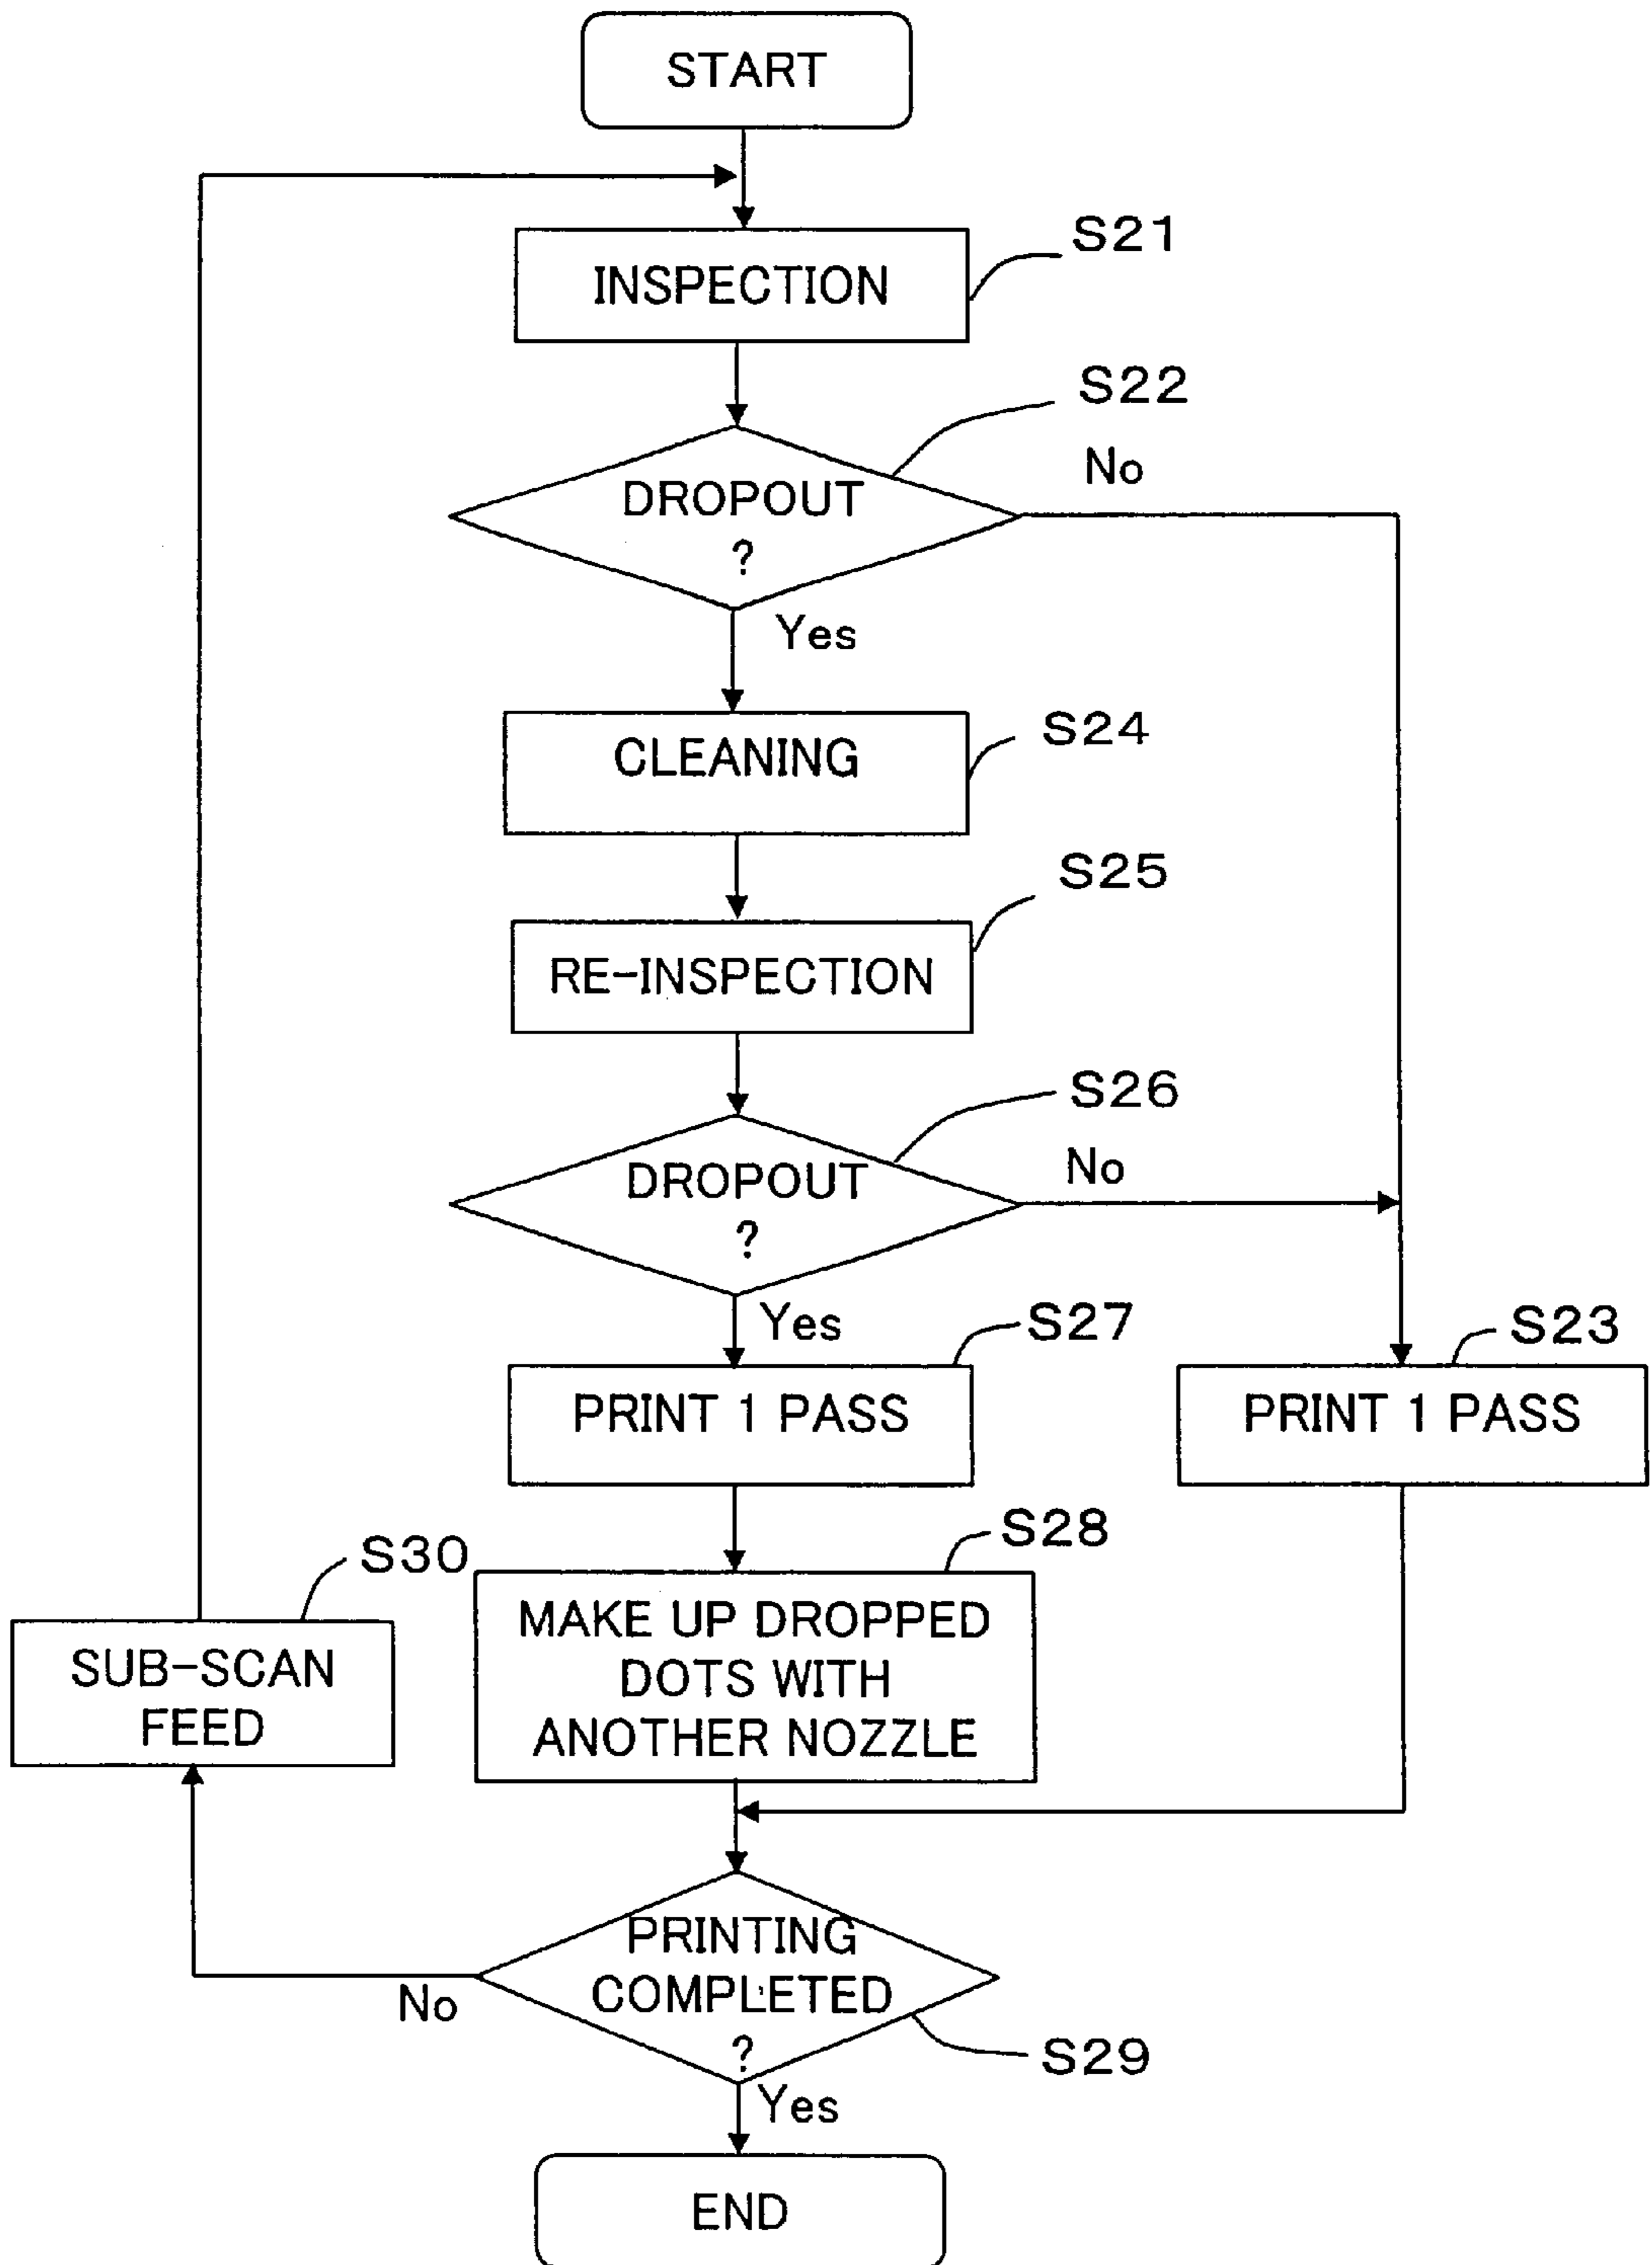 START
S21
INSPECTION
S22
No
DROPOUT
?
Yes
S24
CLEANING
S25
RE-INSPECTION
S26
No
DROPOUT
?
Yes
S27
S23
PRINT 1 PASS
PRINT 1 PASS
S28
S30
MAKE UP DROPPED
DOTS WITH
ANOTHER NOZZLE
SUB-SCAN
FEED
PRINTING
COMPLETED
?
No
S29
Yes
END